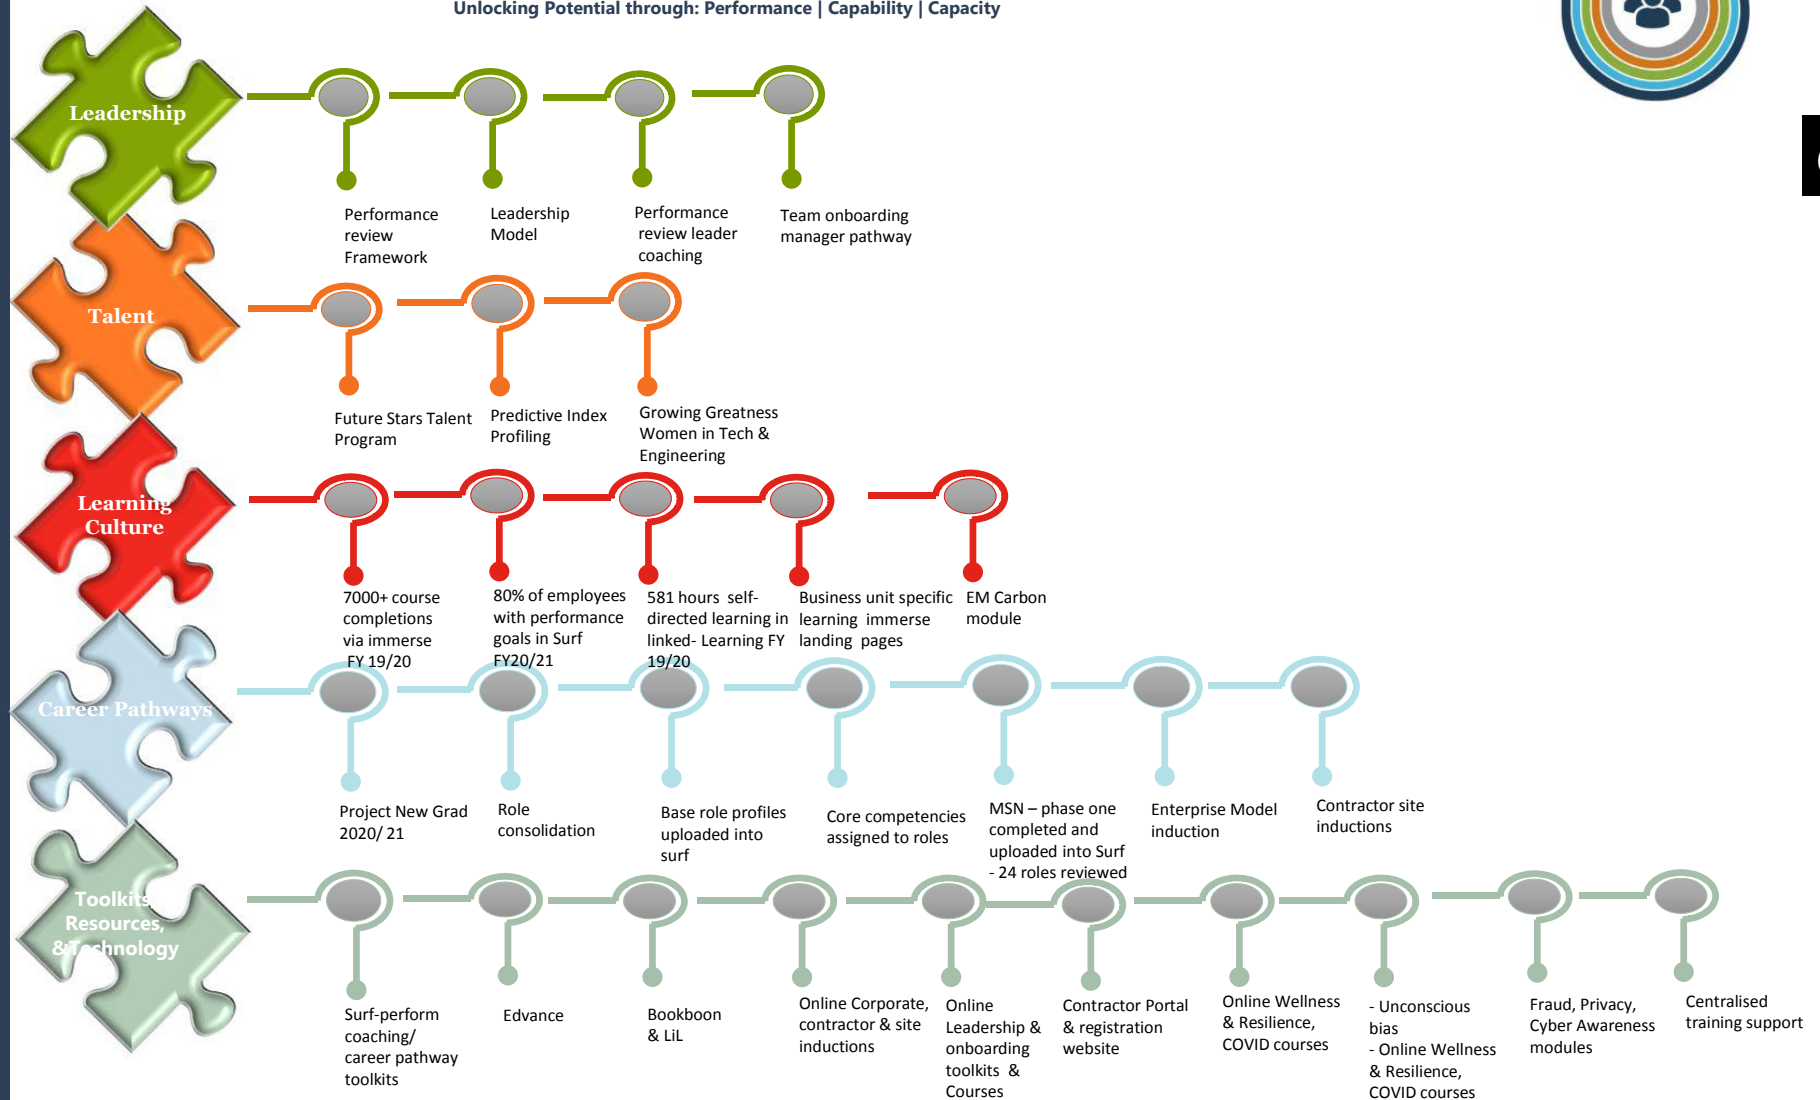 Unlocking Potential through: Performance | Capability | Capacity
Leadership
Performance
review
Framework
Leadership
Model
Performance
review leader
coaching
Team onboarding
manager pathway
Talent
Future Stars Talent
Program
Predictive Index
Profiling
Growing Greatness
Women in Tech &
Engineering
Learning
Culture
7000+ course
completions
via immerse
FY 19/20
80% of employees
with performance
goals in Surf
FY20/21
581 hours self-
directed learning in
linked- Learning FY
19/20
Business unit specific
learning immerse
landing pages
EM Carbon
module
Career Pathways
Project New Grad
2020/ 21
Role
consolidation
Base role profiles
uploaded into
surf
Core competencies
assigned to roles
MSN – phase one
completed and
uploaded into Surf
- 24 roles reviewed
Enterprise Model
induction
Contractor site
inductions
Toolkits,
Resources,
&Technology
Surf-perform
coaching/
career pathway
toolkits
Edvance
Bookboon
& LiL
Online Corporate,
contractor & site
inductions
Online
Leadership &
onboarding
toolkits &
Courses
Contractor Portal
& registration
website
Online Wellness
& Resilience,
COVID courses
- Unconscious
bias
- Online Wellness
& Resilience,
COVID courses
Fraud, Privacy,
Cyber Awareness
modules
Centralised
training support